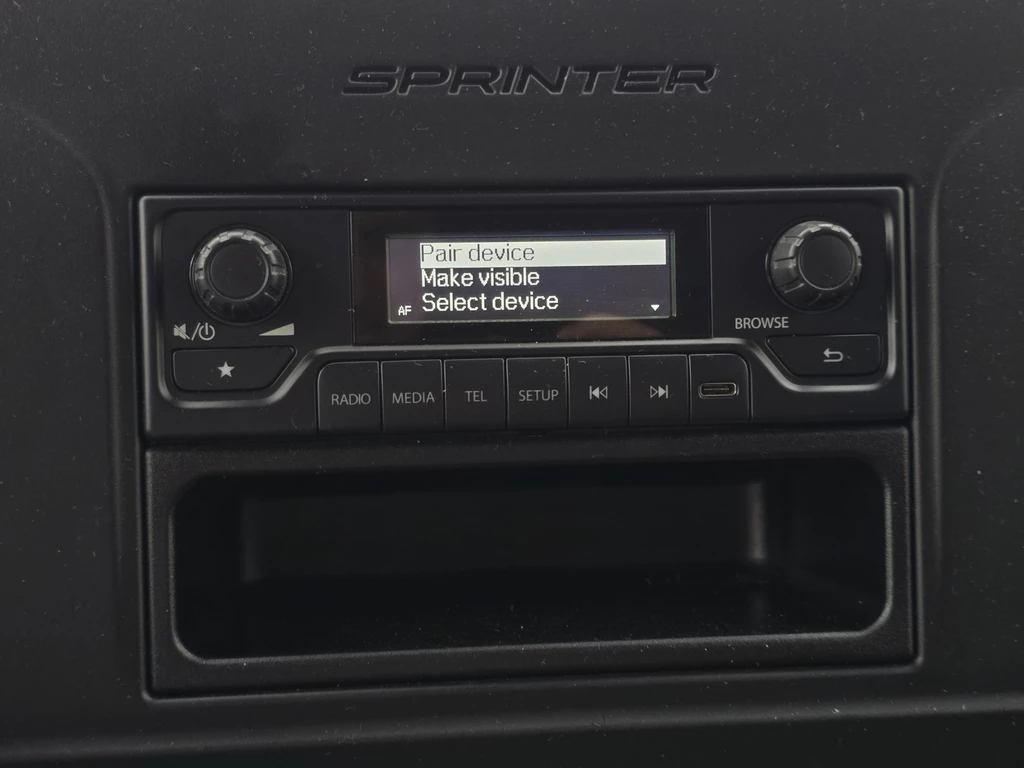 SPRINTER
Pair device
Make visible
Select device
AF
BROWSE
RADIO MEDIA TEL SETUP